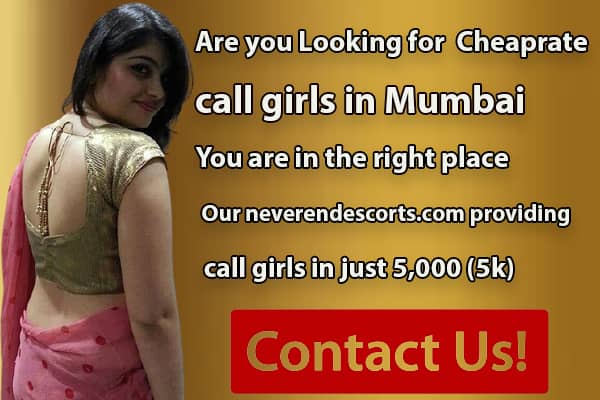 Are you Looking for Cheaprate
call girls in Mumbai
You are in the right place
Our neverendescorts.com providing
call girls in just 5,000 (5k)
Contact Us!